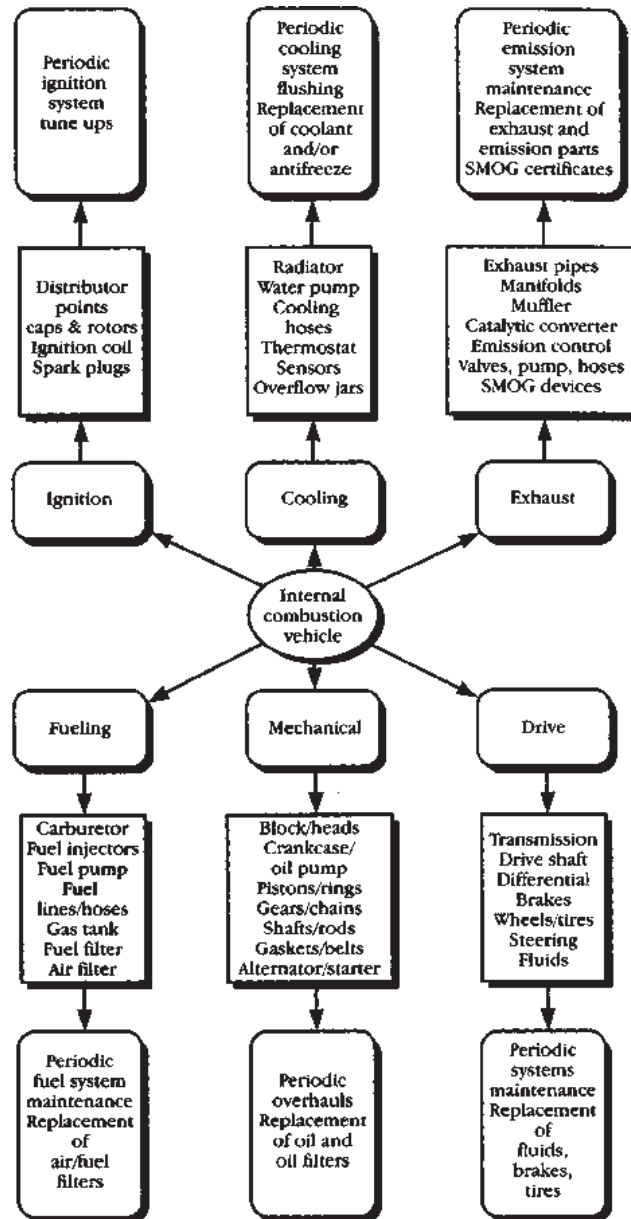 Periodic
ignition
system
tune ups
Periodic
cooling
system
flushing
Replacement
of coolant
and/or
antifreeze
Periodic
emission
system
maintenance
Replacement of
exhaust and
emission parts
SMOG certificates
Distributor
points
caps & rotors
Ignition coil
Spark plugs
Radiator
Water pump
Cooling
hoses
Thermostat
Sensors
Overflow jars
Exhaust pipes
Manifolds
Muffler
Catalytic converter
Emission control
Valves, pump, hoses
SMOG devices
Ignition
Cooling
Exhaust
Internal
combustion
vehicle
Fueling
Mechanical
Drive
Carburetor
Fuel injectors
Fuel pump
Fuel
lines/hoses
Gas tank
Fuel filter
Air filter
Block/heads
Crankcase/
oil pump
Pistons/rings
Gears/chains
Shafts/rods
Gaskets/belts
Alternator/starter
Transmission
Drive shaft
Differential
Brakes
Wheels/tires
Steering
Fluids
Periodic
fuel system
maintenance
Replacement
of
air/fuel
filters
Periodic
overhauls
Replacement
of oil and
oil filters
Periodic
systems
maintenance
Replacement
of
fluids,
brakes,
tires